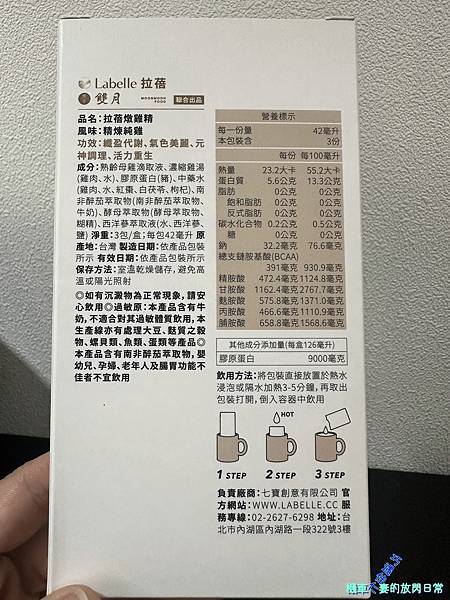 Labelle 拉蓓
雙月 MOONMOON FOOD 聯合出品
品名：拉蓓燉雞精
風味：精煉純雞
功效：纖盈代謝、氣色美麗、元
神調理、活力重生
成分：熟齡母雞滴取液、濃縮雞湯
(雞肉、水)、膠原蛋白(豬)、中藥水
(雞肉、水、紅棗、白茯苓、枸杞)、南
非醉茄萃取物(南非醉茄萃取物、
牛奶)、酵母萃取物(酵母萃取物、
糊精)、西洋蔘萃取液(水、西洋蔘、
鹽) 淨重：3包/盒；每包42毫升 原
產地：台灣 製造日期：依產品包裝
所示 有效日期：依產品包裝所示
保存方法：室溫乾燥儲存，避免高
溫或陽光照射
◎如有沉澱物為正常現象，請安
心飲用◎過敏原：本產品含有牛
奶，不適合對其過敏體質飲用，本
生產線亦有處理大豆、麩質之穀
物、螺貝類、魚類、蛋類等產品◎
本產品含有南非醉茄萃取物，嬰
幼兒、孕婦、老年人及腸胃功能不
佳者不宜飲用
營養標示
每一份量 42毫升
本包裝含 3份
每份 每100毫升
熱量 23.2大卡 55.2大卡
蛋白質 5.6公克 13.3公克
脂肪 0公克 0公克
飽和脂肪 0公克 0公克
反式脂肪 0公克 0公克
碳水化合物 0.2公克 0.5公克
糖 0公克 0公克
鈉 32.2毫克 76.6毫克
總支鏈胺基酸(BCAA)
391毫克 930.9毫克
精胺酸 472.4毫克 1124.8毫克
甘胺酸 1162.4毫克 2767.7毫克
麩胺酸 575.8毫克 1371.0毫克
丙胺酸 466.6毫克 1110.9毫克
脯胺酸 658.8毫克 1568.6毫克
其他成分添加量(每盒126毫升)
膠原蛋白 9000毫克
飲用方法：將包裝直接放置於熱水
浸泡或隔水加熱3-5分鐘，再取出
包裝打開，倒入容器中飲用
HOT
1 STEP 2 STEP 3 STEP
負責廠商：七寶創意有限公司 官
方網站：WWW.LABELLE.CC 服
務專線：02-2627-6298 地址：台
北市內湖區內湖路一段322號3樓